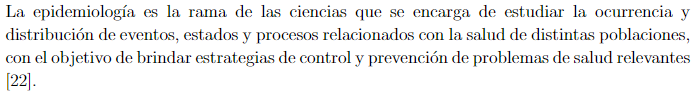 La epidemiología es la rama de las ciencias que se encarga de estudiar la ocurrencia y
distribución de eventos, estados y procesos relacionados con la salud de distintas poblaciones,
con el objetivo de brindar estrategias de control y prevención de problemas de salud relevantes
[22].